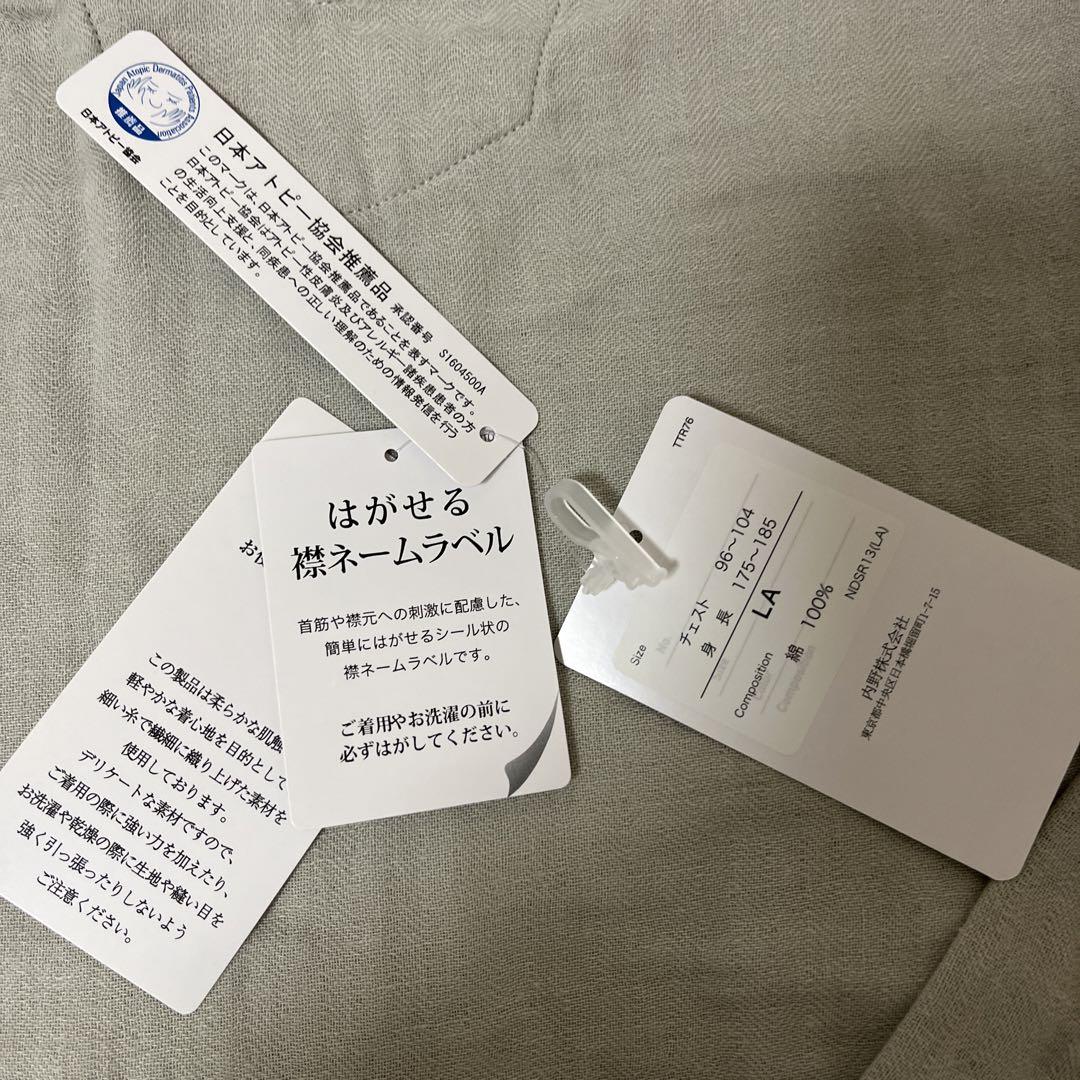 Japan Atopic Dermatitis Patients Association
推薦品
日本アトピー協会
日本アトピー協会推薦品 承認番号 S1604500A
このマークは、日本アトピー協会推薦品であることを表すマークです。
日本アトピー協会はアトピー性皮膚炎及びアレルギー諸疾患患者の方
の生活向上支援と、同疾患への正しい理解のための情報発信を行う
ことを目的としています。
はがせる
襟ネームラベル
首筋や襟元への刺激に配慮した、
簡単にはがせるシール状の
襟ネームラベルです。
ご着用やお洗濯の前に
必ずはがしてください。
この製品は柔らかな肌触
軽やかな着心地を目的として
細い糸で繊細に織り上げた素材を
使用しております。
デリケートな素材ですので、
ご着用の際に強い力を加えたり、
お洗濯や乾燥の際に生地や縫い目を
強く引っ張ったりしないよう
ご注意ください。
TTR76
Size
チェスト 96～104
身長 175～185
LA
Composition
綿 100%
NDSR13(LA)
内野株式会社
東京都中央区日本橋堀留町1-7-15